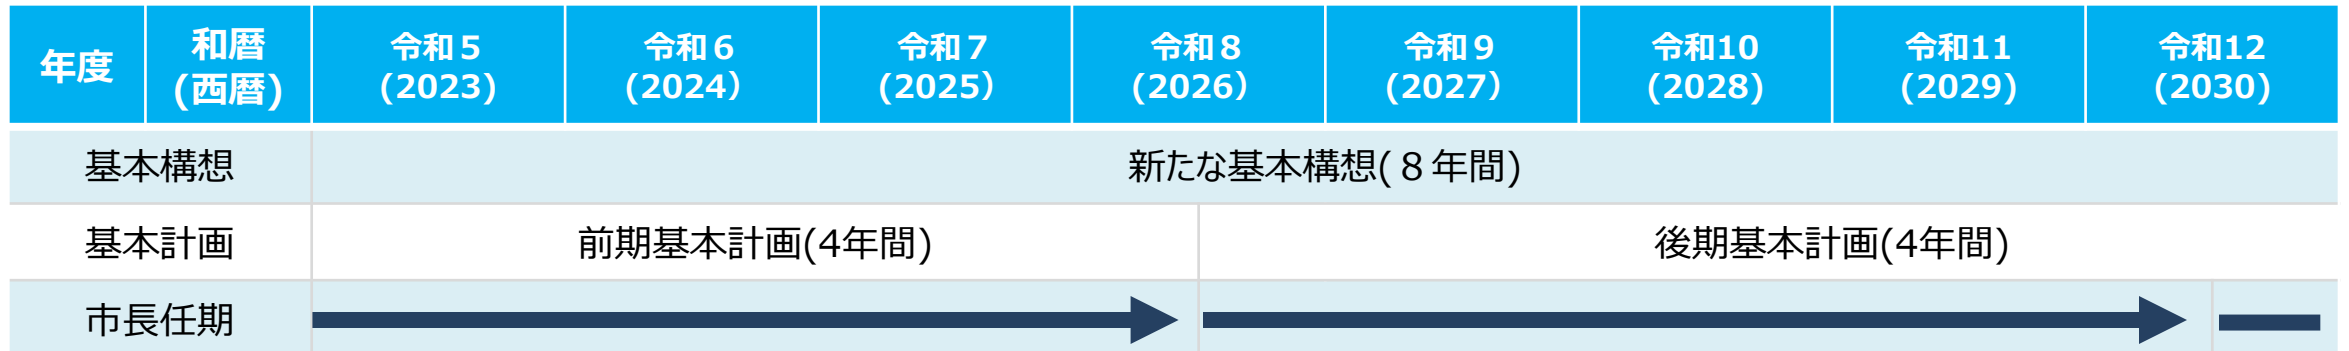 年度
和暦
(西暦)
令和５
(2023)
令和６
(2024）
令和７
(2025）
令和８
(2026）
令和９
(2027）
令和10
(2028)
令和11
(2029)
令和12
(2030)
基本構想
新たな基本構想(８年間)
基本計画
前期基本計画(4年間)
後期基本計画(4年間)
市長任期